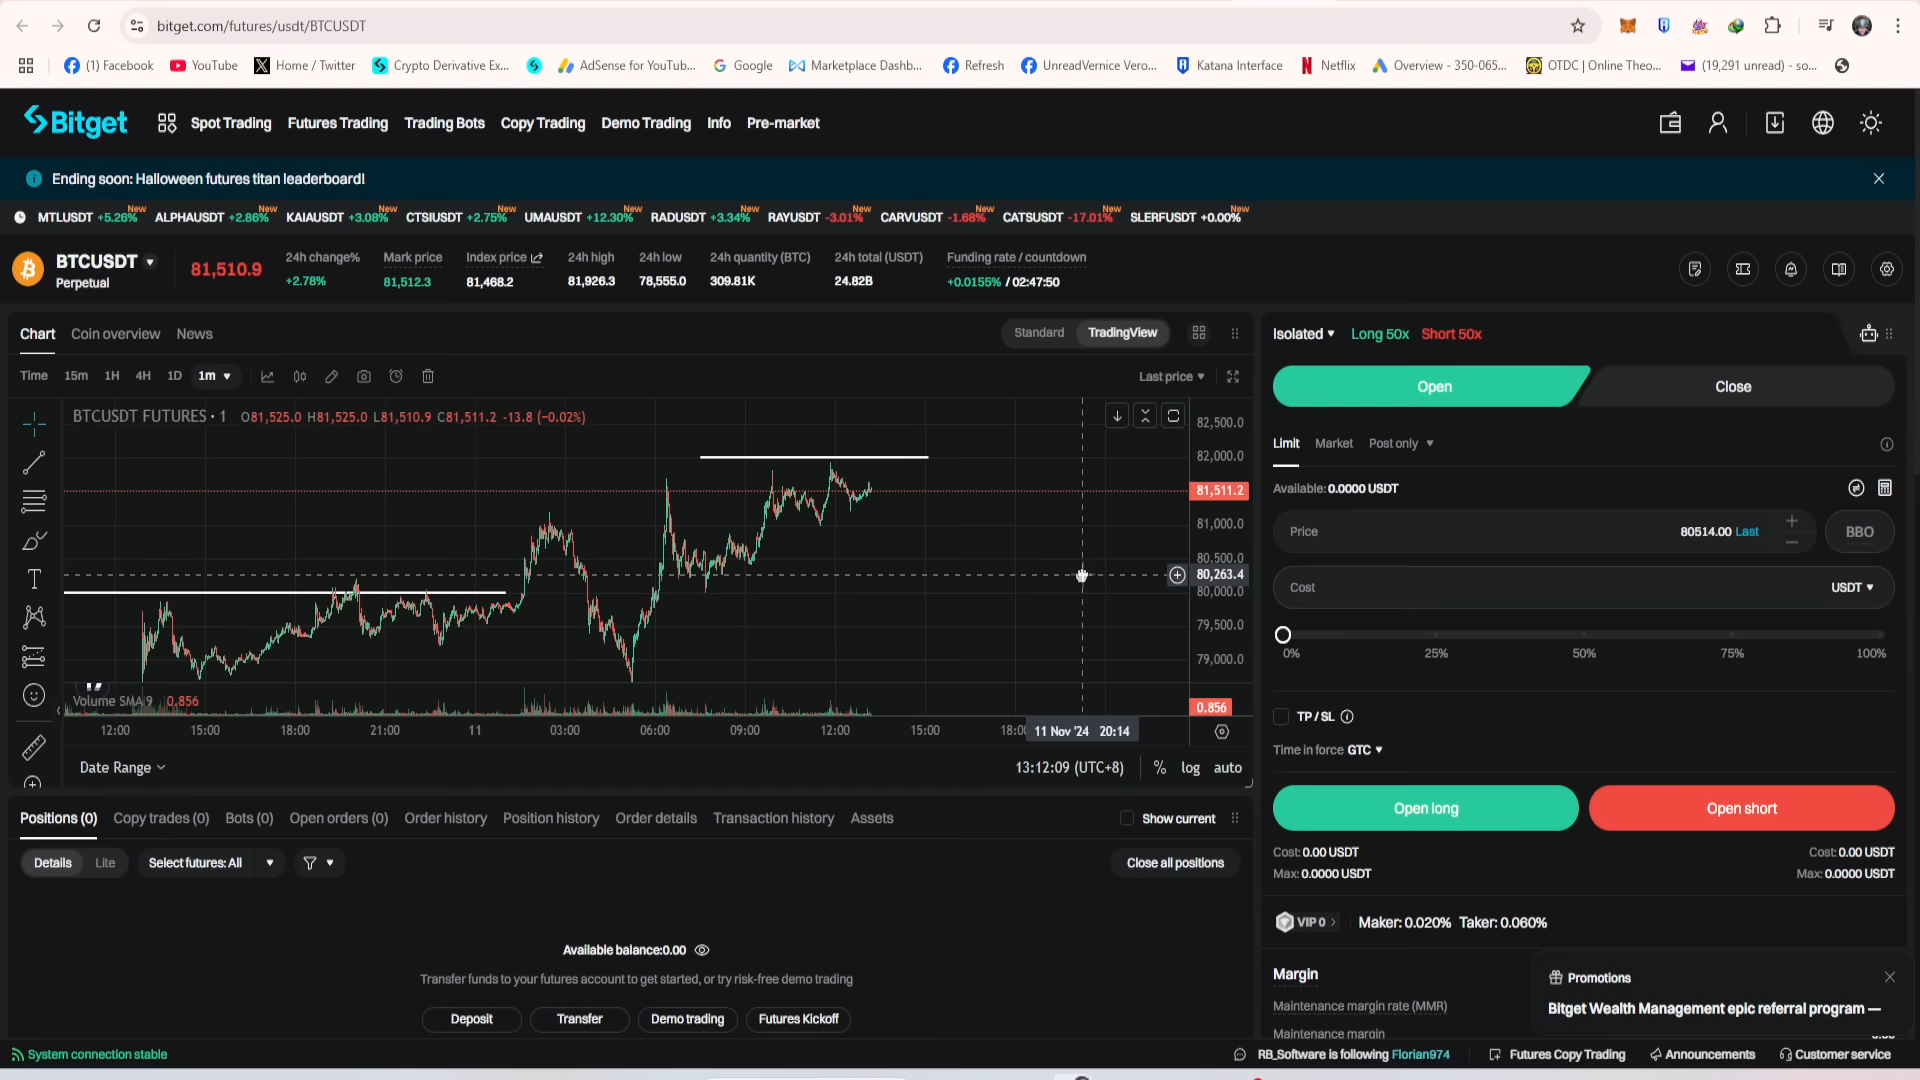 bitget.com/futures/usdt/BTCUSDT
(1) Facebook YouTube Home / Twitter Crypto Derivative Ex... AdSense for YouTub... Google Marketplace Dashb... Refresh UnreadVernice Vero... Katana Interface Netflix Overview - 350-065... OTDC | Online Theo... (19,291 unread) - so...
Bitget Spot Trading Futures Trading Trading Bots Copy Trading Demo Trading Info Pre-market
Ending soon: Halloween futures titan leaderboard!
New New New New New New New New New New
MTLUSDT +5.26% ALPHAUSDT +2.86% KAIAUSDT +3.08% CTSIUSDT +2.75% UMAUSDT +12.30% RADUSDT +3.34% RAYUSDT -3.01% CARVUSDT -1.68% CATSUSDT -17.01% SLERFUSDT +0.00%
BTCUSDT 81,510.9 24h change% Mark price Index price 24h high 24h low 24h quantity (BTC) 24h total (USDT) Funding rate / countdown
Perpetual +2.78% 81,512.3 81,468.2 81,926.3 78,555.0 309.81K 24.82B +0.0155% / 02:47:50
Chart Coin overview News Standard TradingView
Time 15m 1H 4H 1D 1m Last price
BTCUSDT FUTURES · 1 O81,525.0 H81,525.0 L81,510.9 C81,511.2 -13.8 (−0.02%)
82,500.0
82,000.0
81,511.2
81,000.0
80,500.0
80,263.4
80,000.0
79,500.0
79,000.0
Volume SMA 9 0.856
0.856
12:00 15:00 18:00 21:00 11 03:00 06:00 09:00 12:00 15:00 18:00 11 Nov '24 20:14
Date Range 13:12:09 (UTC+8) % log auto
Isolated Long 50x Short 50x
Open Close
Limit Market Post only
Available: 0.0000 USDT
Price 80514.00 Last BBO
Cost USDT
0% 25% 50% 75% 100%
TP / SL
Time in force GTC
Open long Open short
Cost: 0.00 USDT Cost: 0.00 USDT
Max: 0.0000 USDT Max: 0.0000 USDT
VIP 0 Maker: 0.020% Taker: 0.060%
Margin
Maintenance margin rate (MMR)
Maintenance margin
Promotions
Bitget Wealth Management epic referral program —
Positions (0) Copy trades (0) Bots (0) Open orders (0) Order history Position history Order details Transaction history Assets Show current
Details Lite Select futures: All Close all positions
Available balance:0.00
Transfer funds to your futures account to get started, or try risk-free demo trading
Deposit Transfer Demo trading Futures Kickoff
System connection stable RB_Software is following Florian974 Futures Copy Trading Announcements Customer service